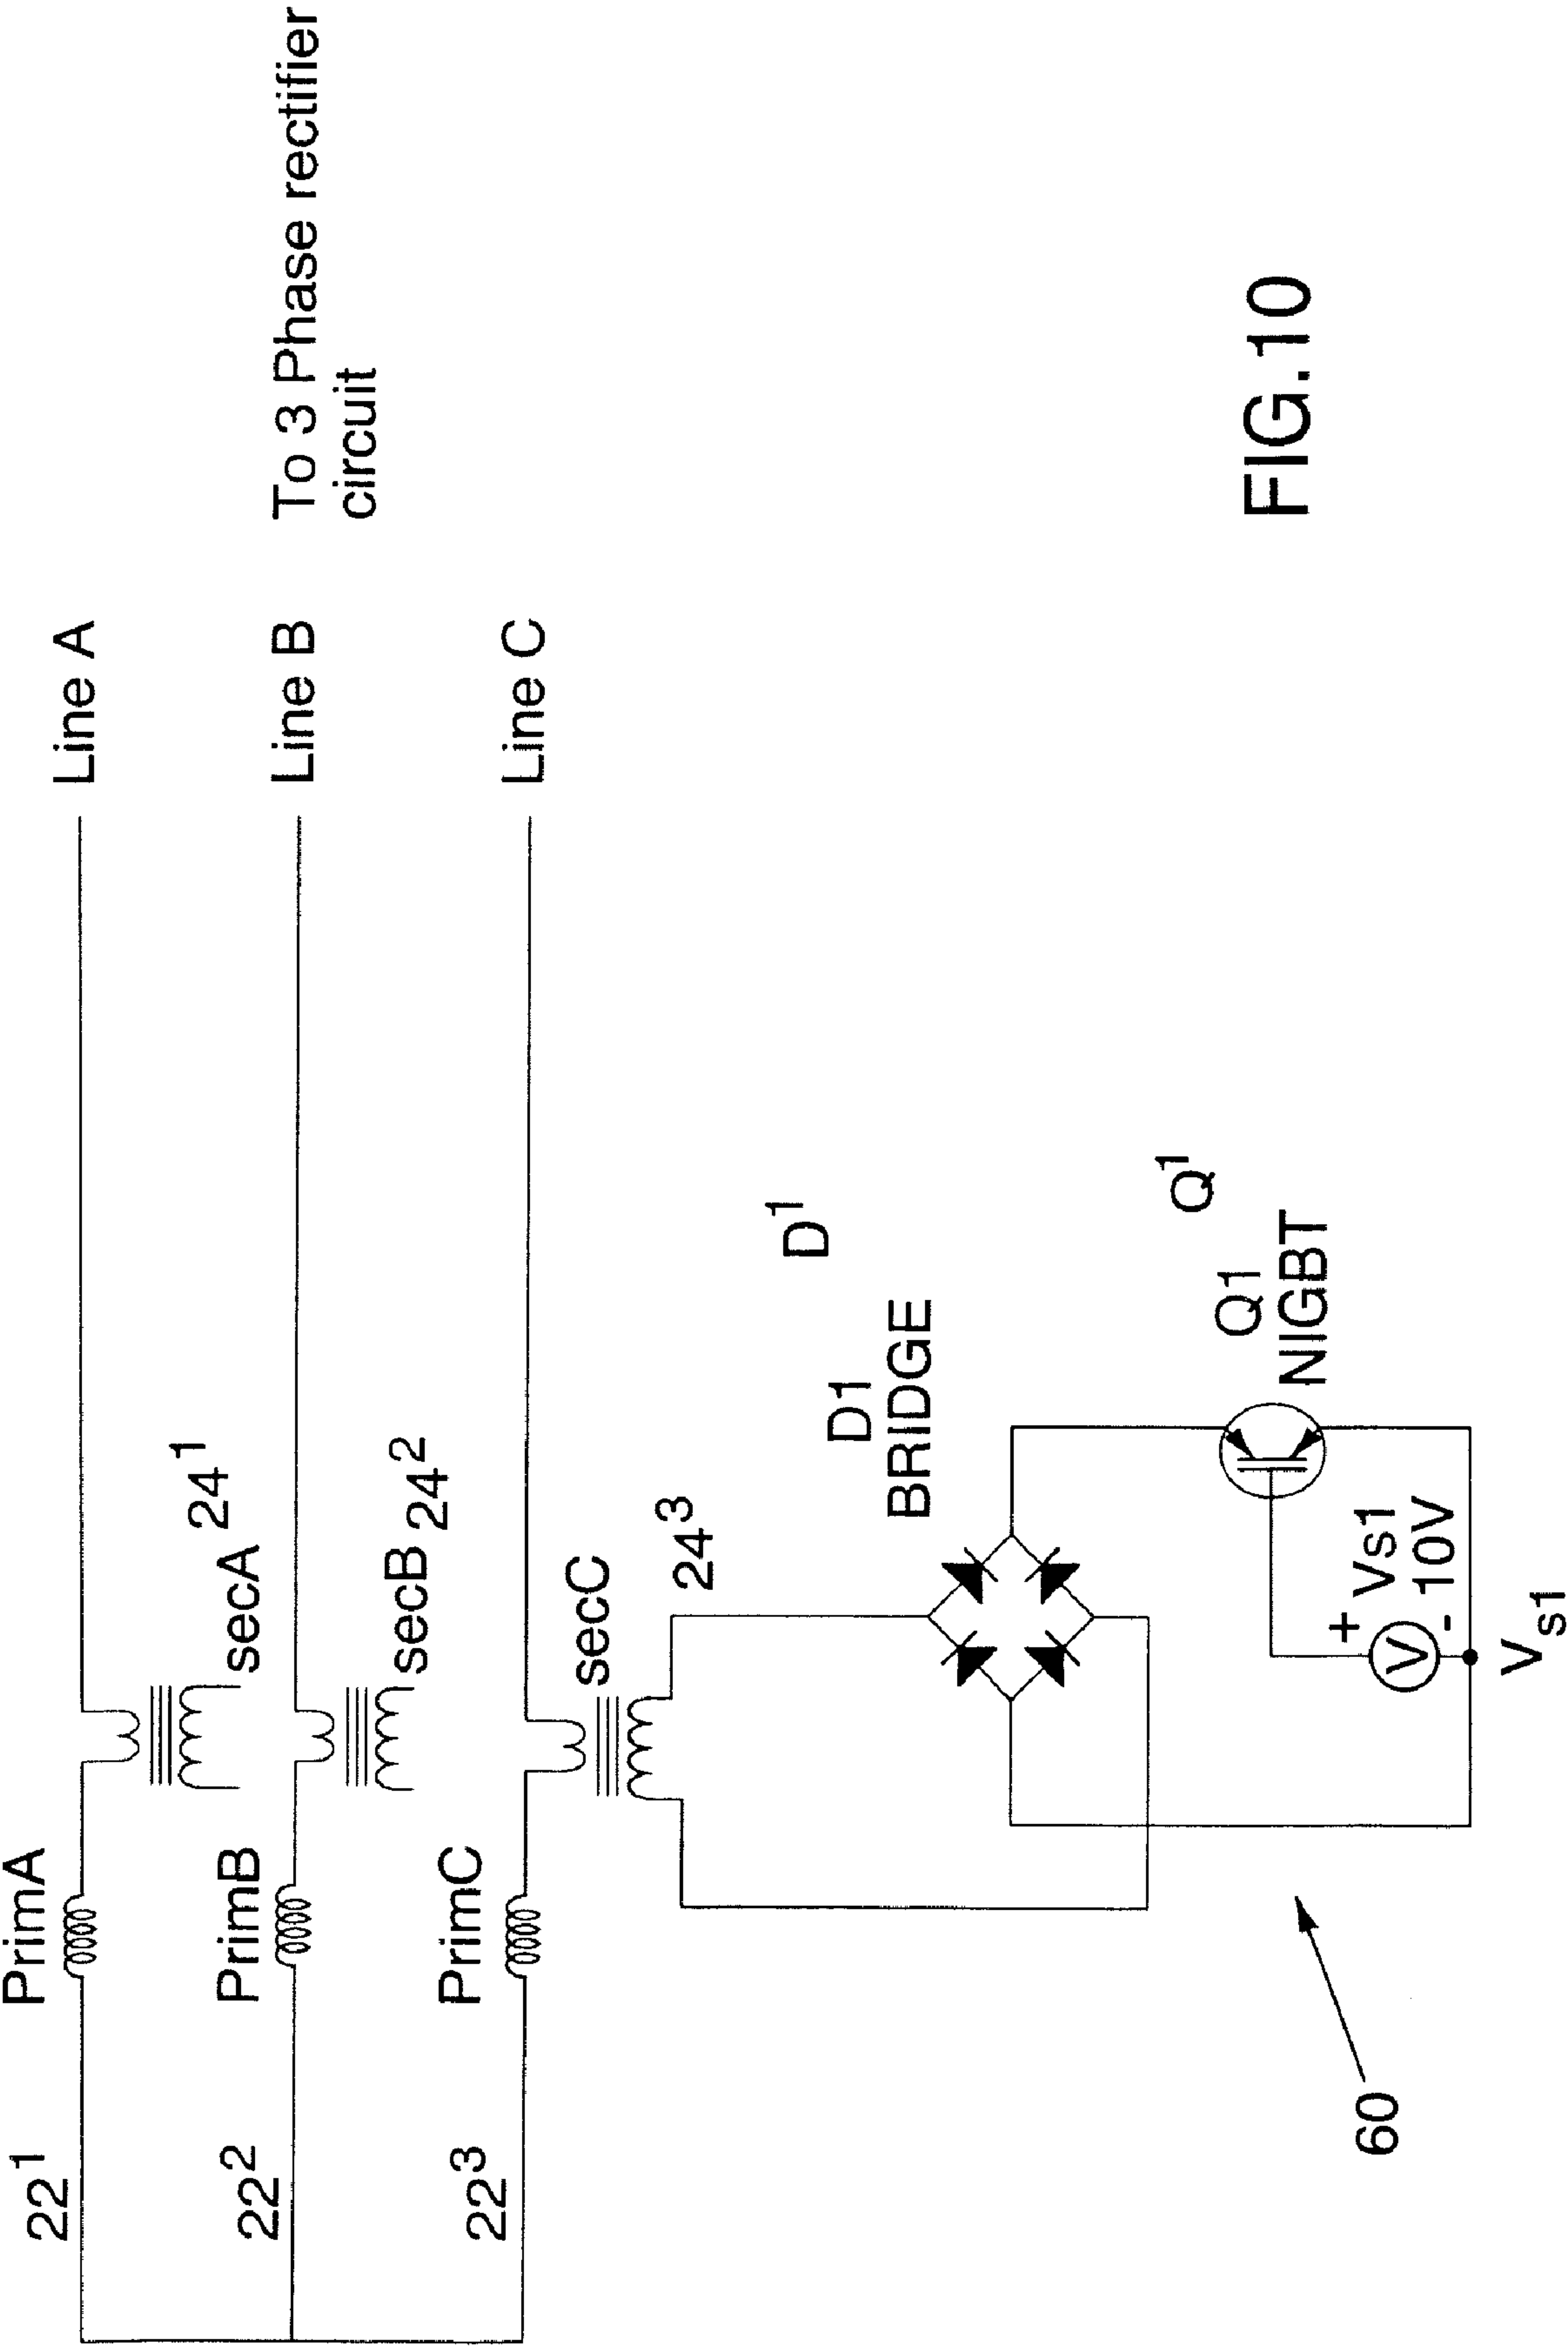 22¹
PrimA
Line A
secA
24¹
22²
PrimB
Line B
To 3 Phase rectifier
circuit
secB
24²
22³
PrimC
Line C
secC
24³
D¹
D1
BRIDGE
Q¹
Q1
NIGBT
+
Vs1
- 10V
Vs1
V
60
FIG.10